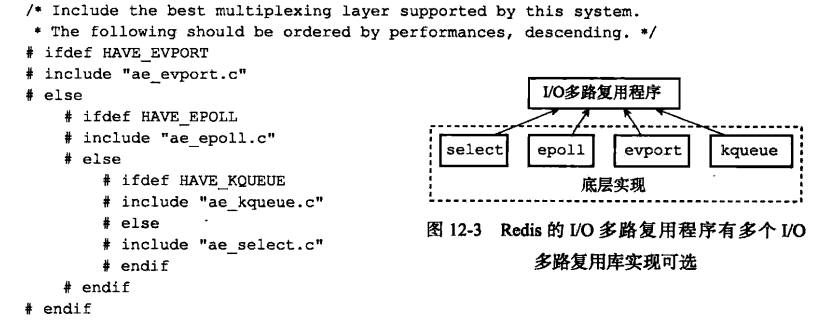 /* Include the best multiplexing layer supported by this system.
* The following should be ordered by performances, descending. */
# ifdef HAVE_EVPORT
# include "ae_evport.c"
# else
# ifdef HAVE_EPOLL
# include "ae_epoll.c"
# else
# ifdef HAVE_KQUEUE
# include "ae_kqueue.c"
# else
# include "ae_select.c"
# endif
# endif
# endif
I/O多路复用程序
select epoll evport kqueue
底层实现
图 12-3 Redis 的 I/O 多路复用程序有多个 I/O
多路复用库实现可选